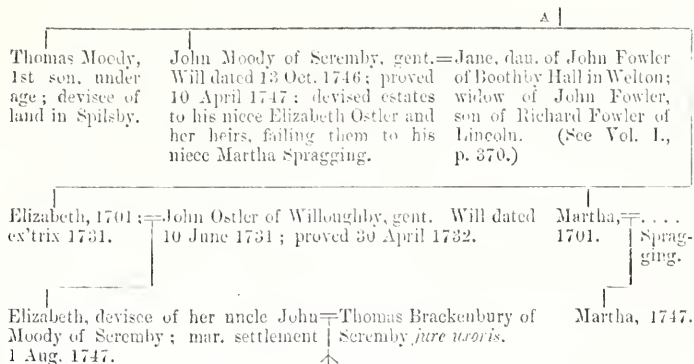 A
Thomas Moody,
1st son, under
age; devisee of
land in Spilsby.
John Moody of Scremby, gent.
Will dated 13 Oct. 1746; proved
10 April 1747; devised estates
to his niece Elizabeth Ostler and
her heirs, failing them to his
niece Martha Spragging.
=Jane, dau. of John Fowler
of Boothby Hall in Welton;
widow of John Fowler,
son of Richard Fowler of
Lincoln. (See Vol. I.,
p. 370.)
Elizabeth, 1701;
ex'trix 1731.
=John Ostler of Willoughby, gent. Will dated
10 June 1731; proved 30 April 1732.
Martha,
1701.
=. . . .
Sprag-
ging.
Elizabeth, devisee of her uncle John
Moody of Scremby; mar. settlement
1 Aug. 1747.
=Thomas Brackenbury of
Scremby jure uxoris.
Martha, 1747.